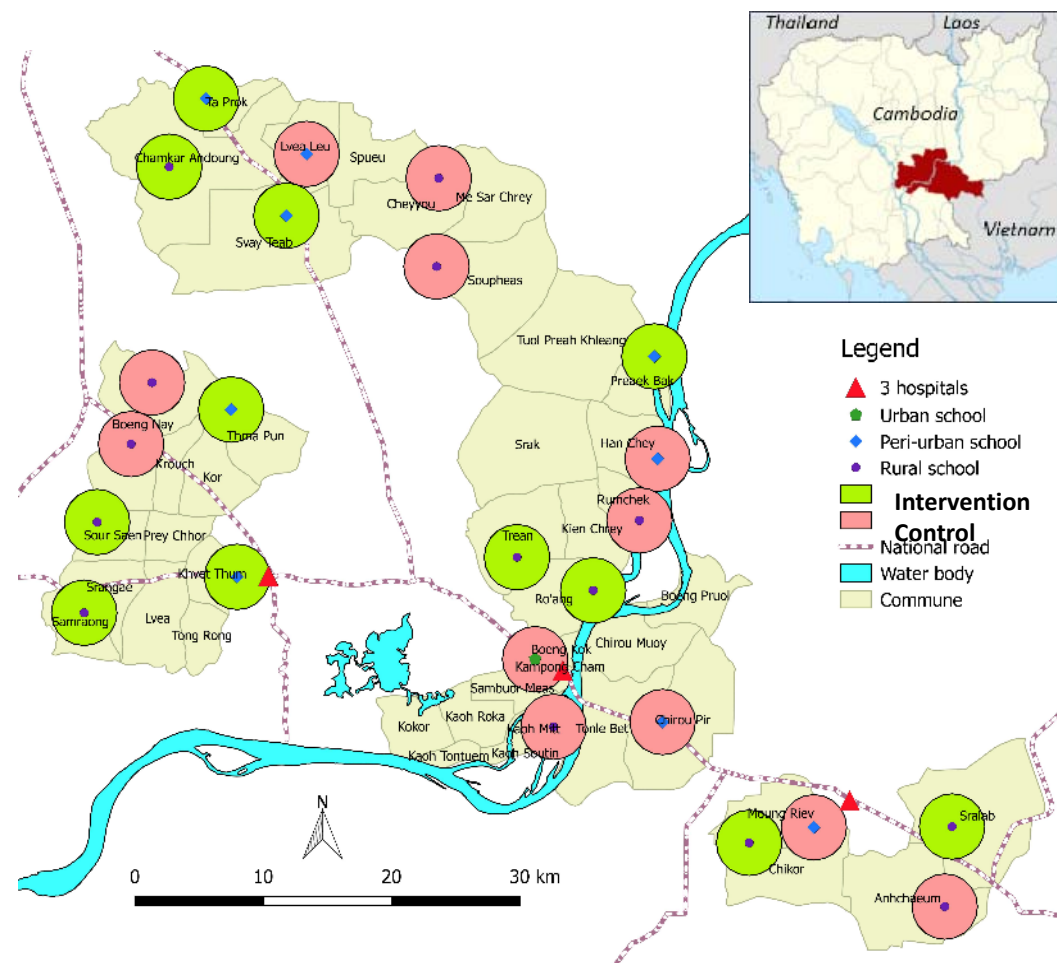 Thailand
Laos
Cambodia
Vietnam
Ta Prok
Lvea Leu
Spueu
Chamkar Andoung
Me Sar Chrey
Cheyyou
Svay Teab
Soupheas
Tuol Preah Khleang
Preaek Bak
Legend
3 hospitals
Urban school
Peri-urban school
Rural school
Intervention
Control
National road
Water body
Commune
Boeng Nay
Thma Pun
Krouch
Kor
Srak
Han Chey
Rumchek
Kien Chrey
Sour Saen
Prey Chhor
Trean
Khvet Thum
Srangae
Samraong
Lvea
Tong Rong
Ro'ang
Boeng Pruol
Boeng Kok
Chirou Muoy
Kampong Cham
Sambuor Meas
Kokor
Kaoh Roka
Kaoh Mitt
Tonle Bet
Chirou Pir
Kaoh Tontuem
Kaoh Soutin
Moung Riev
Sralab
Chikor
Anhchaeum
N
0 10 20 30 km